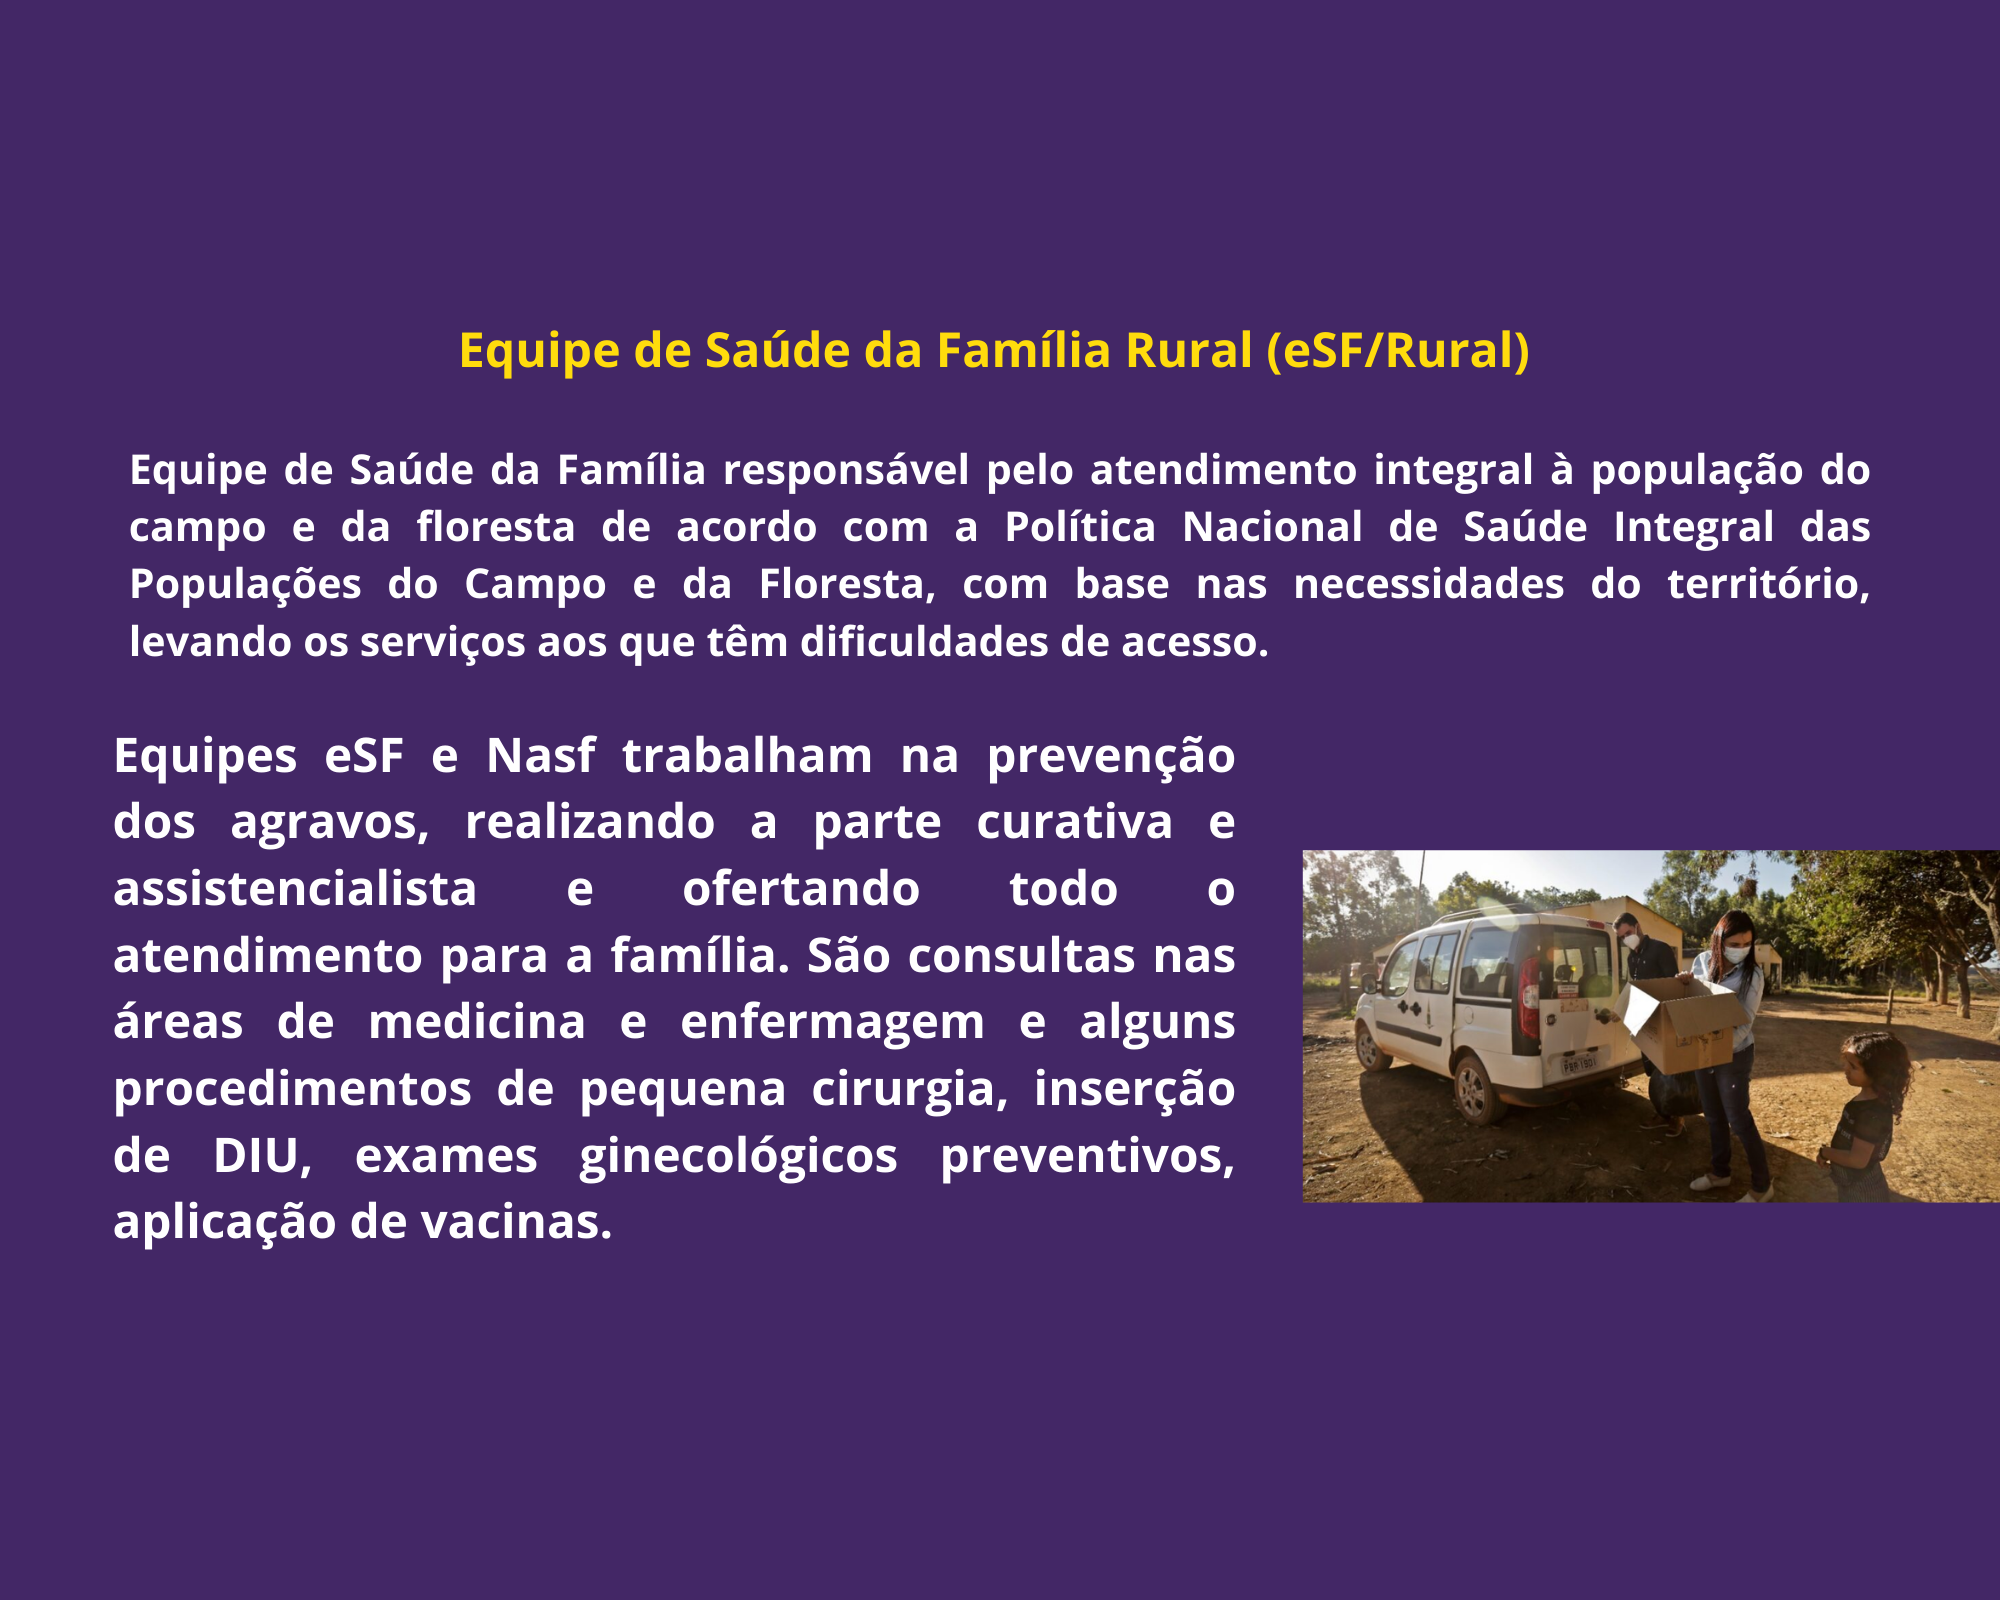 Equipe de Saúde da Família Rural (eSF/Rural)
Equipe de Saúde da Família responsável pelo atendimento integral à população do
campo e da floresta de acordo com a Política Nacional de Saúde Integral das
Populações do Campo e da Floresta, com base nas necessidades do território,
levando os serviços aos que têm dificuldades de acesso.
Equipes eSF e Nasf trabalham na prevenção
dos agravos, realizando a parte curativa e
assistencialista e ofertando todo o
atendimento para a família. São consultas nas
áreas de medicina e enfermagem e alguns
procedimentos de pequena cirurgia, inserção
de DIU, exames ginecológicos preventivos,
aplicação de vacinas.